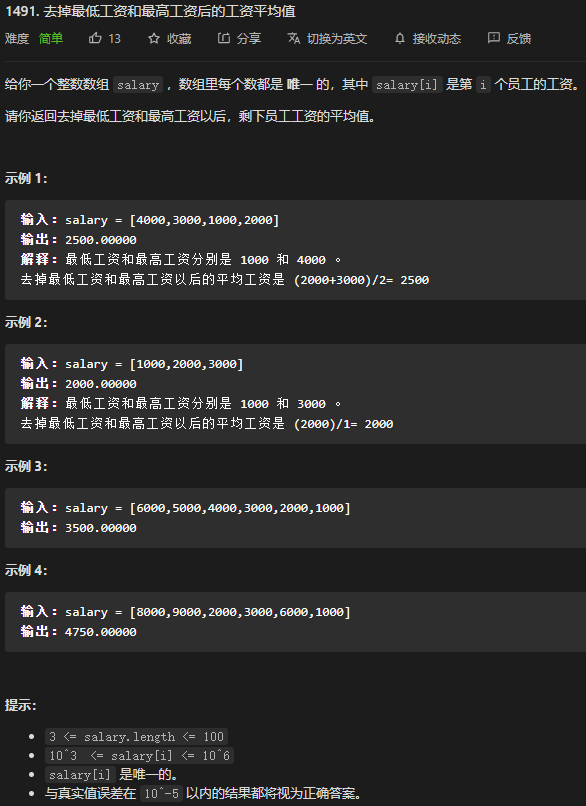 1491. 去掉最低工资和最高工资后的工资平均值
难度 简单 13 收藏 分享 切换为英文 接收动态 反馈
给你一个整数数组 salary ，数组里每个数都是 唯一 的，其中 salary[i] 是第 i 个员工的工资。
请你返回去掉最低工资和最高工资以后，剩下员工工资的平均值。
示例 1：
输入：salary = [4000,3000,1000,2000]
输出：2500.00000
解释：最低工资和最高工资分别是 1000 和 4000 。
去掉最低工资和最高工资以后的平均工资是 (2000+3000)/2= 2500
示例 2：
输入：salary = [1000,2000,3000]
输出：2000.00000
解释：最低工资和最高工资分别是 1000 和 3000 。
去掉最低工资和最高工资以后的平均工资是 (2000)/1= 2000
示例 3：
输入：salary = [6000,5000,4000,3000,2000,1000]
输出：3500.00000
示例 4：
输入：salary = [8000,9000,2000,3000,6000,1000]
输出：4750.00000
提示：
3 <= salary.length <= 100
10^3 <= salary[i] <= 10^6
salary[i] 是唯一的。
与真实值误差在 10^-5 以内的结果都将视为正确答案。